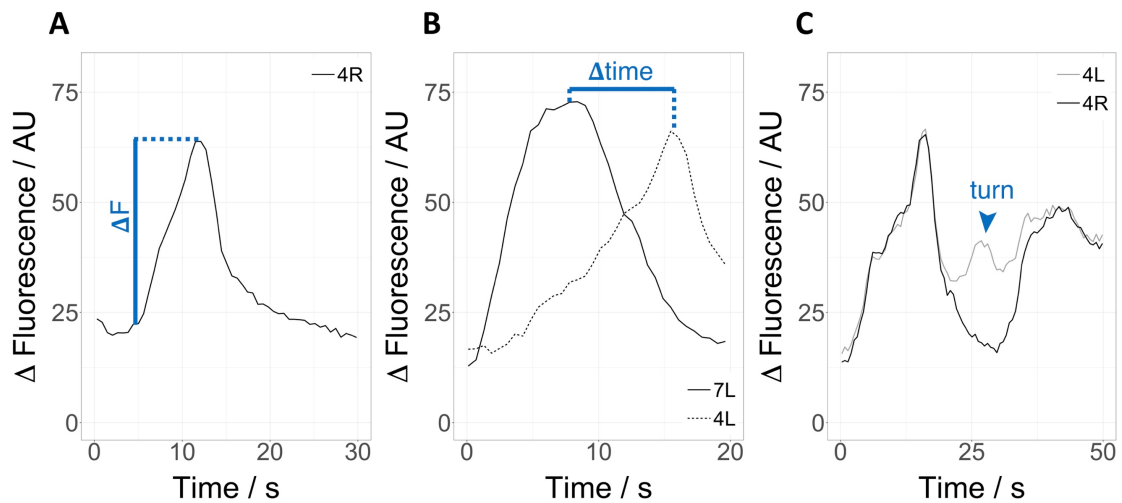 A
Δ Fluorescence / AU
75
50
25
0
ΔF
4R
0 10 20 30
Time / s
B
Δ Fluorescence / AU
75
50
25
0
Δtime
7L
4L
0 10 20
Time / s
C
Δ Fluorescence / AU
75
50
25
0
4L
4R
turn
0 25 50
Time / s